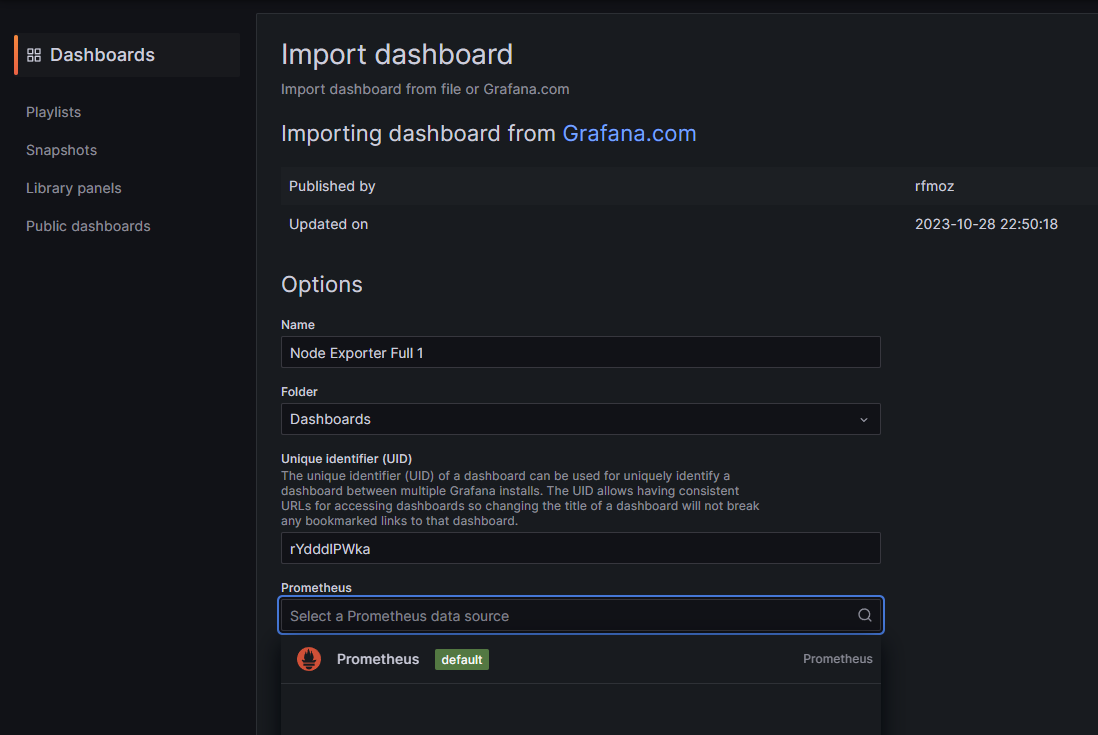 Dashboards
Playlists
Snapshots
Library panels
Public dashboards
Import dashboard
Import dashboard from file or Grafana.com
Importing dashboard from Grafana.com
Published by rfmoz
Updated on 2023-10-28 22:50:18
Options
Name
Node Exporter Full 1
Folder
Dashboards
Unique identifier (UID)
The unique identifier (UID) of a dashboard can be used for uniquely identify a
dashboard between multiple Grafana installs. The UID allows having consistent
URLs for accessing dashboards so changing the title of a dashboard will not break
any bookmarked links to that dashboard.
rYdddlPWka
Prometheus
Select a Prometheus data source
Prometheus default Prometheus